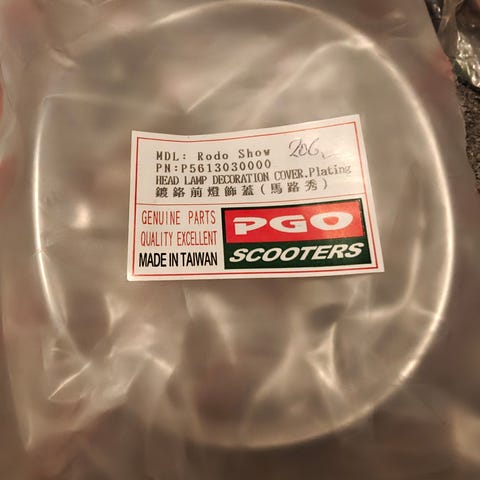 MDL: Rodo Show 206
PN:P5613030000
HEAD LAMP DECORATION COVER.Plating
鍍鉻前燈飾蓋(馬路秀)
GENUINE PARTS
QUALITY EXCELLENT
MADE IN TAIWAN
PGO
SCOOTERS